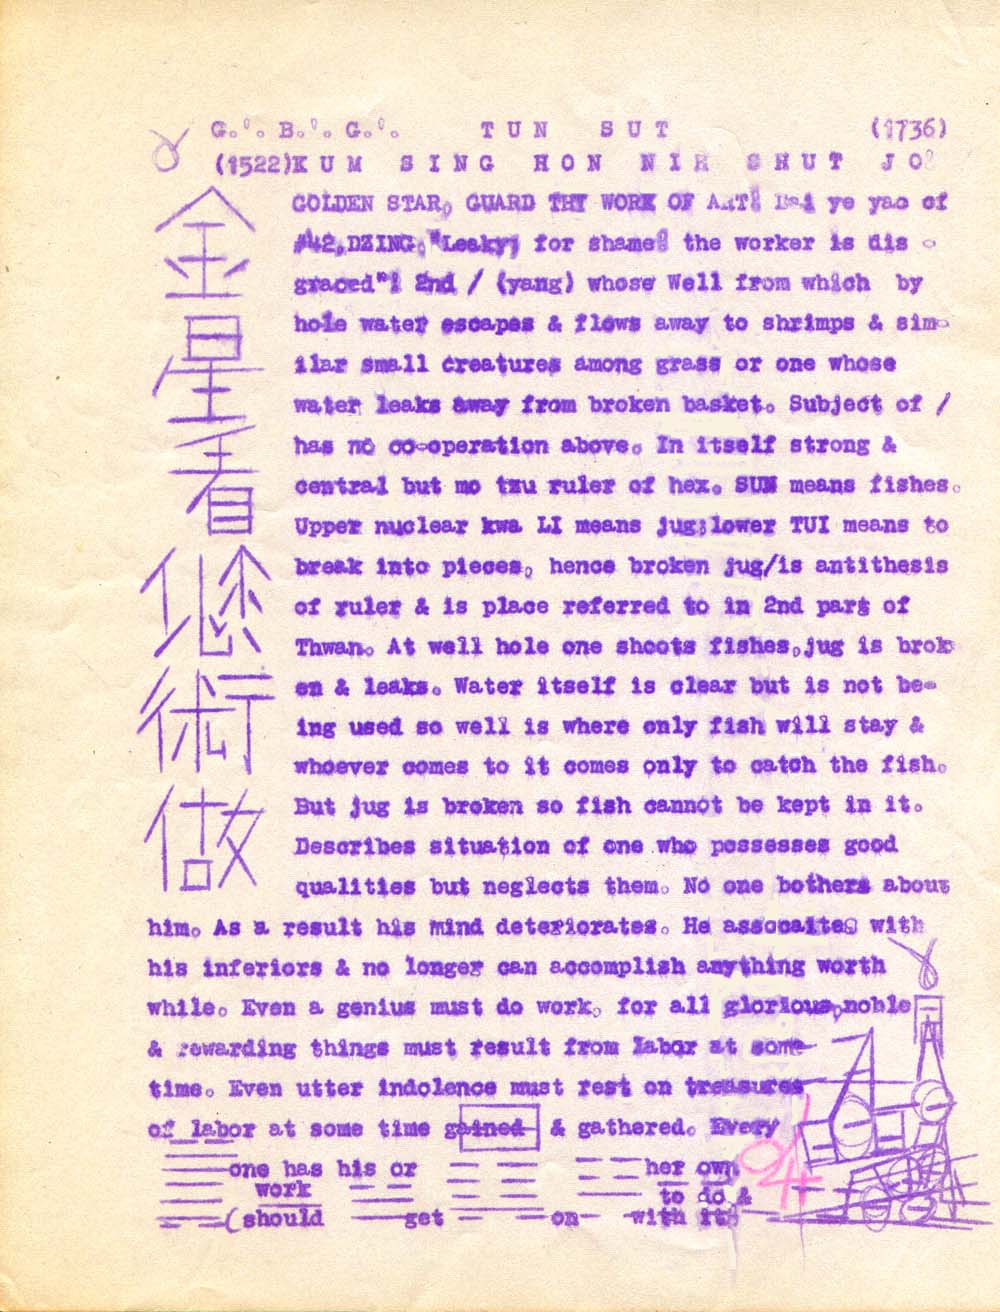 G.'. B.'. G.'. TUN SUT (1736)
(1522)KUM SING HON NIH SHUT JO
金星看係術做
GOLDEN STAR, GUARD THY WORK OF ART! ye yao of
#42,DZING,"Leaky; for shame! the worker is dis -
graced"! 2nd / (yang) whose Well from which by
hole water escapes & flows away to shrimps & sim-
ilar small creatures among grass or one whose
water leaks away from broken basket. Subject of /
has no co-operation above. In itself strong &
central but mo tzu ruler of hex. SUN means fishes.
Upper nuclear kwa LI means jug;lower TUI means to
break into pieces, hence broken jug/is antithesis
of ruler & is place referred to in 2nd part of
Thwan. At well hole one shoots fishes,jug is brok
en & leaks. Water itself is clear but is not be-
ing used so well is where only fish will stay &
whoever comes to it comes only to catch the fish.
But jug is broken so fish cannot be kept in it.
Describes situation of one who possesses good
qualities but neglects them. No one bothers about
him. As a result his mind deteriorates. He assocaites with
his inferiors & no longer can accomplish anything worth
while. Even a genius must do work, for all glorious,noble
& rewarding things must result from labor at some
time. Even utter indolence must rest on treasures
of labor at some time gained & gathered. Every
one has his or her own
work to do &
(should get on with it!